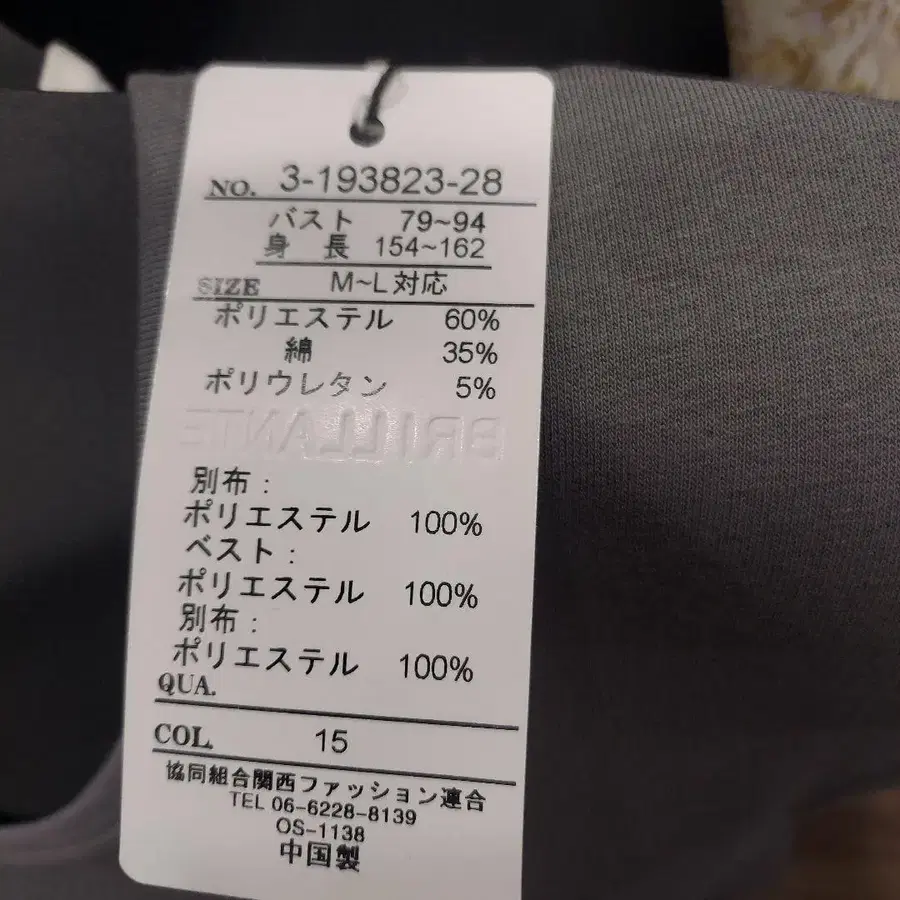 NO. 3-193823-28
バスト 79~94
身長 154~162
SIZE M~L対応
ポリエステル 60%
綿 35%
ポリウレタン 5%
BRILLANTE
別布:
ポリエステル 100%
ベスト:
ポリエステル 100%
別布:
ポリエステル 100%
QUA.
COL. 15
協同組合関西ファッション連合
TEL 06-6228-8139
OS-1138
中国製